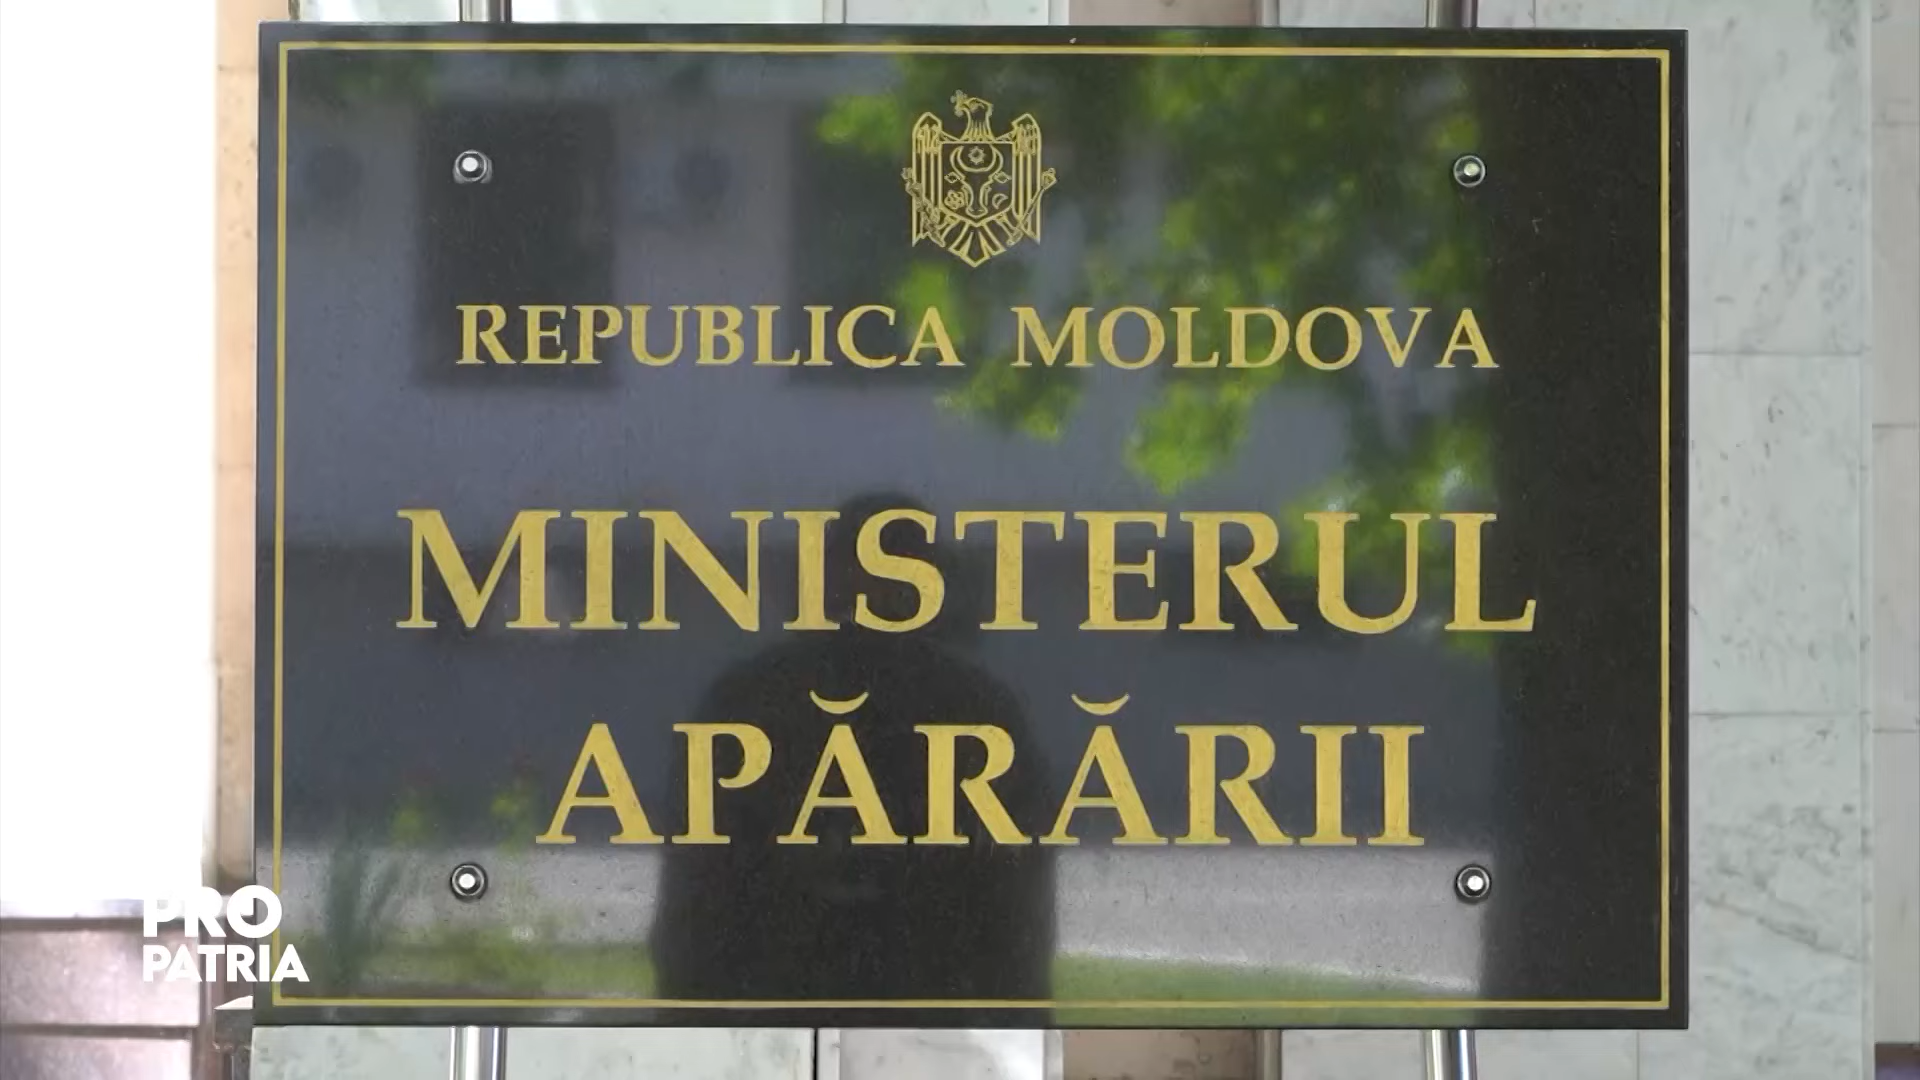 REPUBLICA MOLDOVA
MINISTERUL
APĂRĂRII
PRO
PATRIA